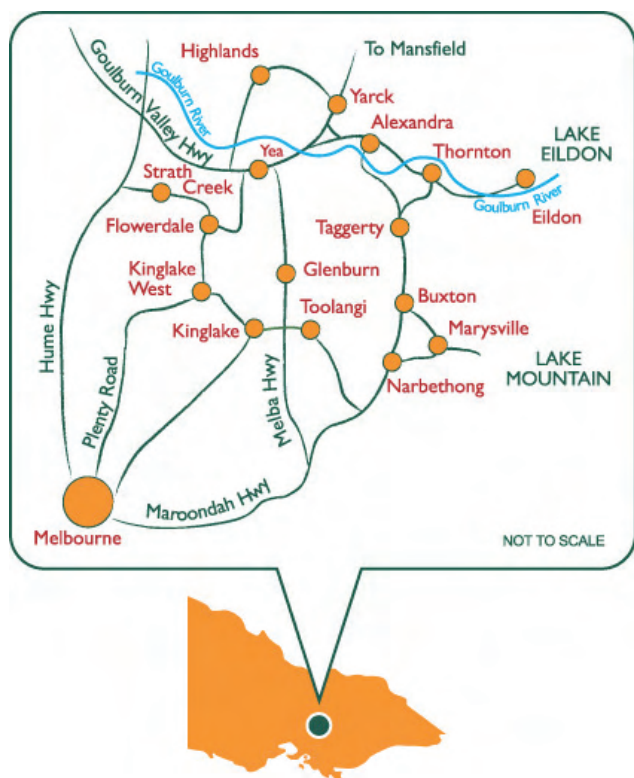 To Mansfield
Highlands
Goulburn
Valley Hwy
Goulburn
River
Yarck
Alexandra
LAKE
EILDON
Yea
Thornton
Strath
Creek
Goulburn River
Eildon
Flowerdale
Taggerty
Kinglake
West
Glenburn
Buxton
Toolangi
Kinglake
Marysville
LAKE
MOUNTAIN
Narbethong
Hume Hwy
Plenty Road
Melba Hwy
Maroondah Hwy
Melbourne
NOT TO SCALE